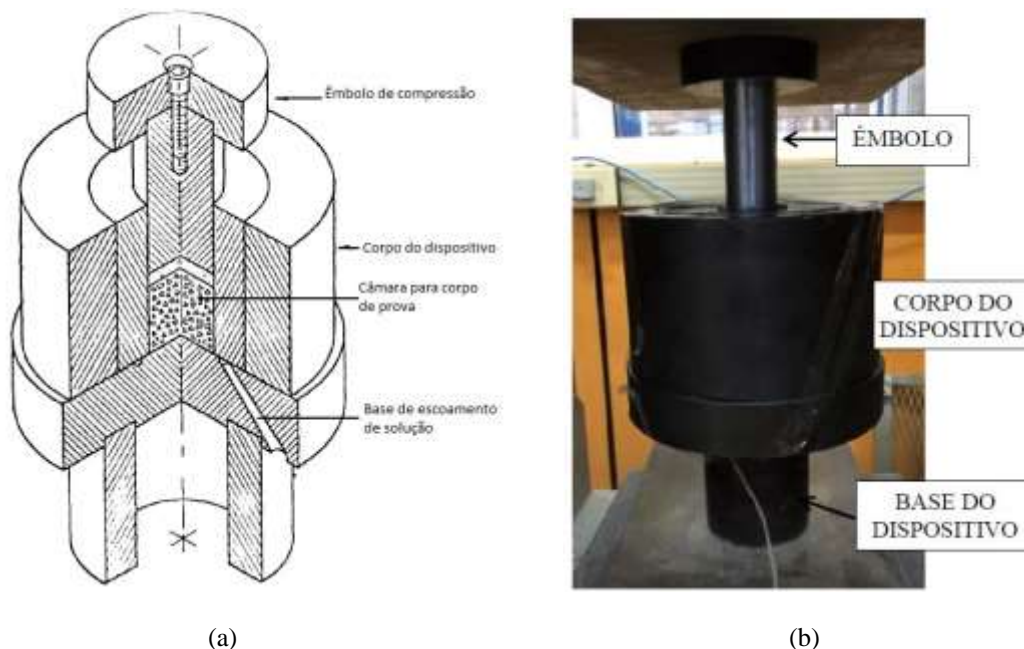 Êmbolo de compressão
Corpo do dispositivo
Câmara para corpo
de prova
Base de escoamento
de solução
ÊMBOLO
CORPO DO
DISPOSITIVO
BASE DO
DISPOSITIVO
(a)
(b)